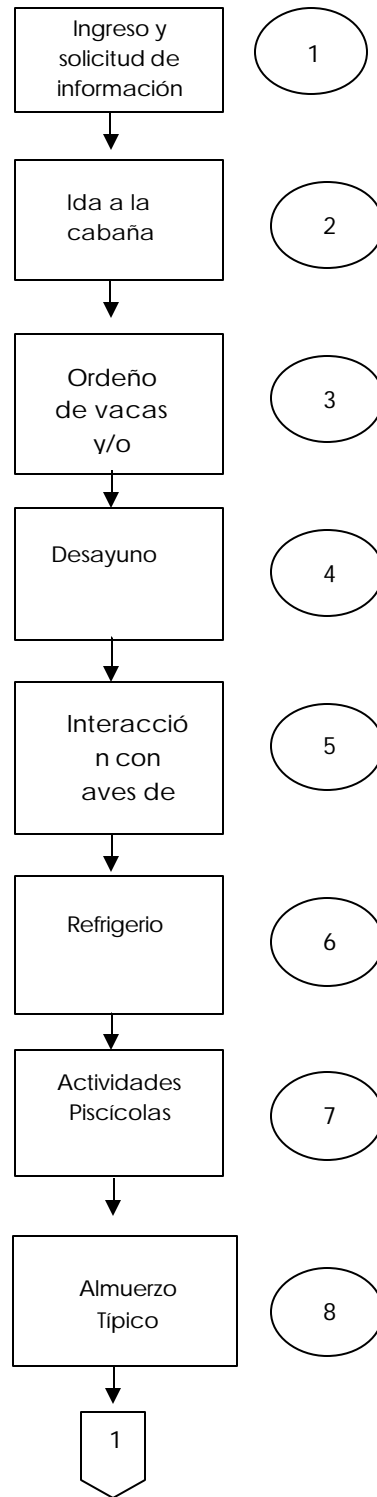 Ingreso y
solicitud de
información
1
Ida a la
cabaña
2
Ordeño
de vacas
y/o
3
Desayuno
4
Interacció
n con
aves de
5
Refrigerio
6
Actividades
Piscícolas
7
Almuerzo
Típico
8
1